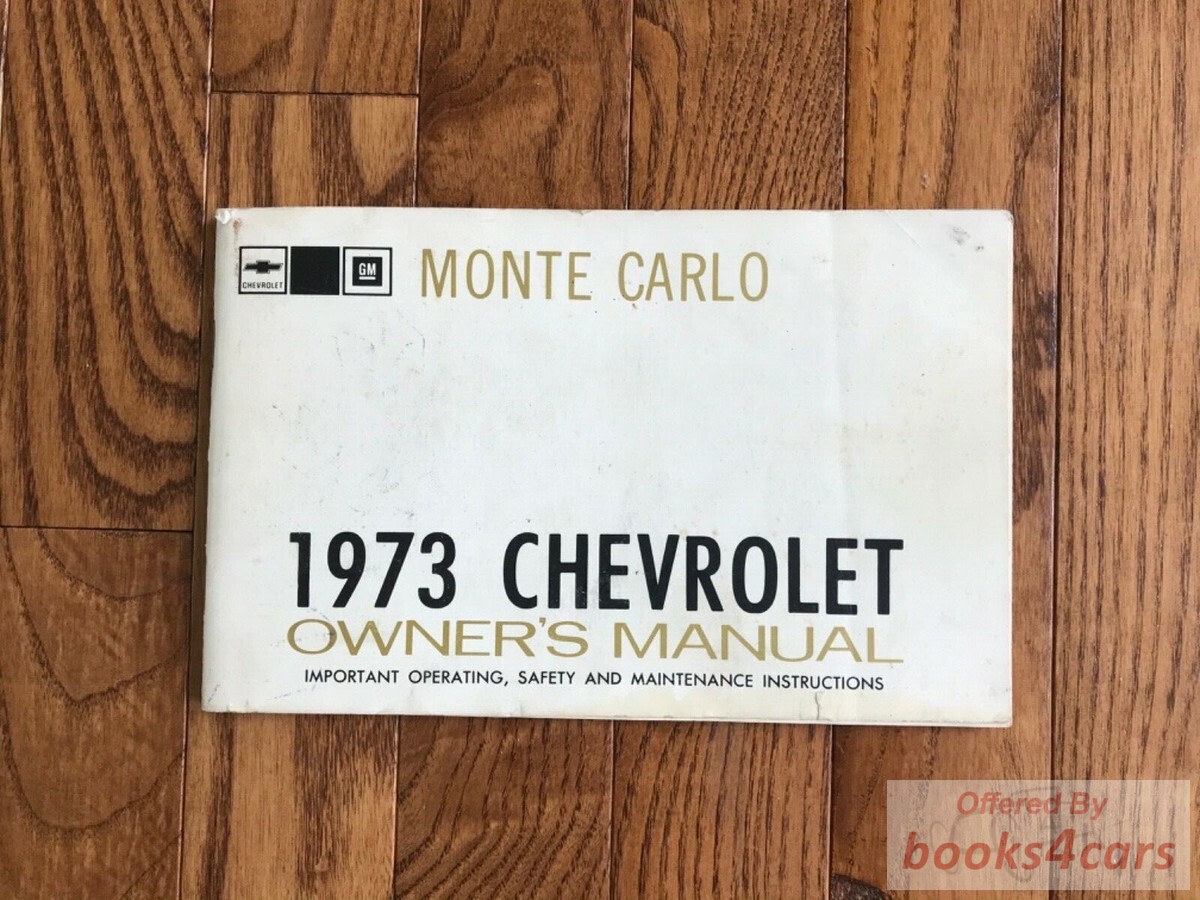 CHEVROLET
GM
MONTE CARLO
1973 CHEVROLET
OWNER'S MANUAL
IMPORTANT OPERATING, SAFETY AND MAINTENANCE INSTRUCTIONS
Offered By
books4cars